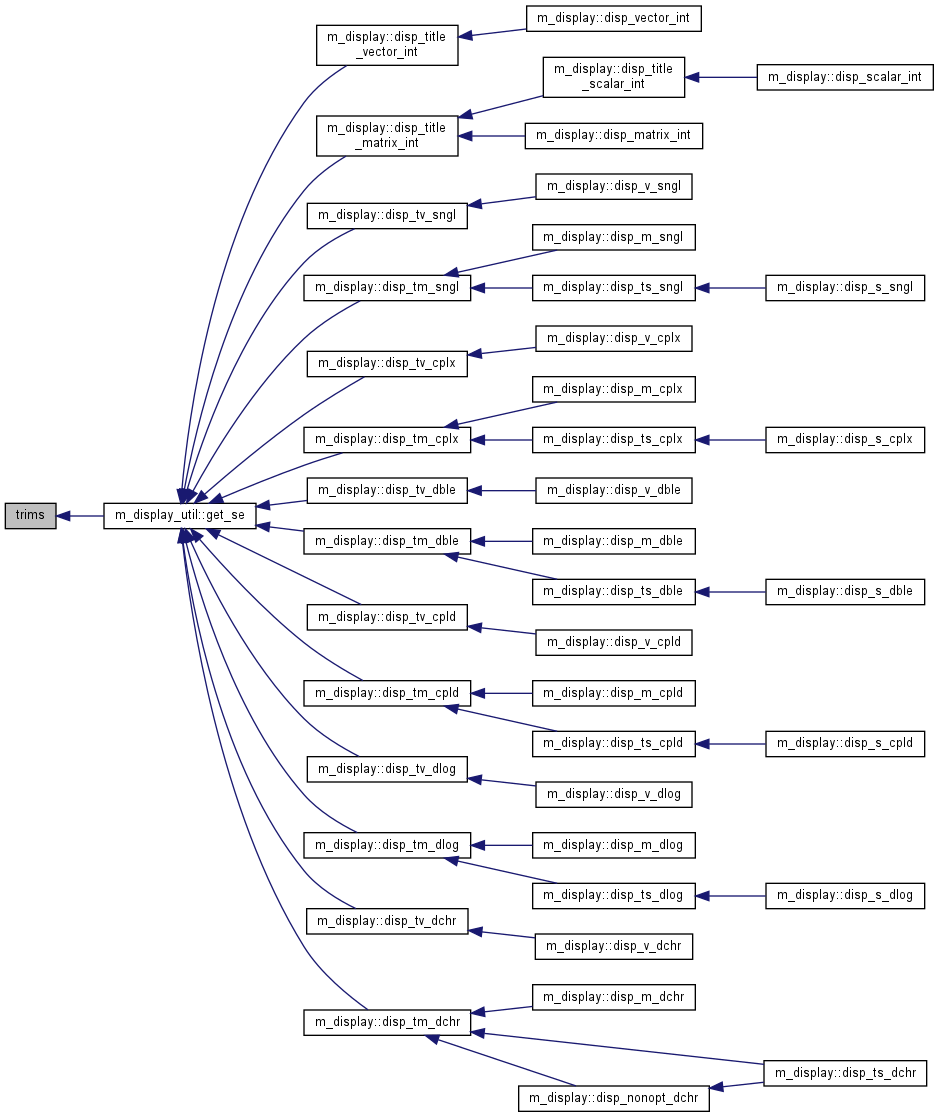 m_display::disp_vector_int
m_display::disp_title
_vector_int
m_display::disp_title
_scalar_int
m_display::disp_scalar_int
m_display::disp_title
_matrix_int
m_display::disp_matrix_int
m_display::disp_v_sngl
m_display::disp_tv_sngl
m_display::disp_m_sngl
m_display::disp_tm_sngl
m_display::disp_ts_sngl
m_display::disp_s_sngl
m_display::disp_v_cplx
m_display::disp_tv_cplx
m_display::disp_m_cplx
m_display::disp_tm_cplx
m_display::disp_ts_cplx
m_display::disp_s_cplx
m_display::disp_tv_dble
m_display::disp_v_dble
trims
m_display_util::get_se
m_display::disp_tm_dble
m_display::disp_m_dble
m_display::disp_ts_dble
m_display::disp_s_dble
m_display::disp_tv_cpld
m_display::disp_v_cpld
m_display::disp_tm_cpld
m_display::disp_m_cpld
m_display::disp_ts_cpld
m_display::disp_s_cpld
m_display::disp_tv_dlog
m_display::disp_v_dlog
m_display::disp_tm_dlog
m_display::disp_m_dlog
m_display::disp_ts_dlog
m_display::disp_s_dlog
m_display::disp_tv_dchr
m_display::disp_v_dchr
m_display::disp_m_dchr
m_display::disp_tm_dchr
m_display::disp_ts_dchr
m_display::disp_nonopt_dchr